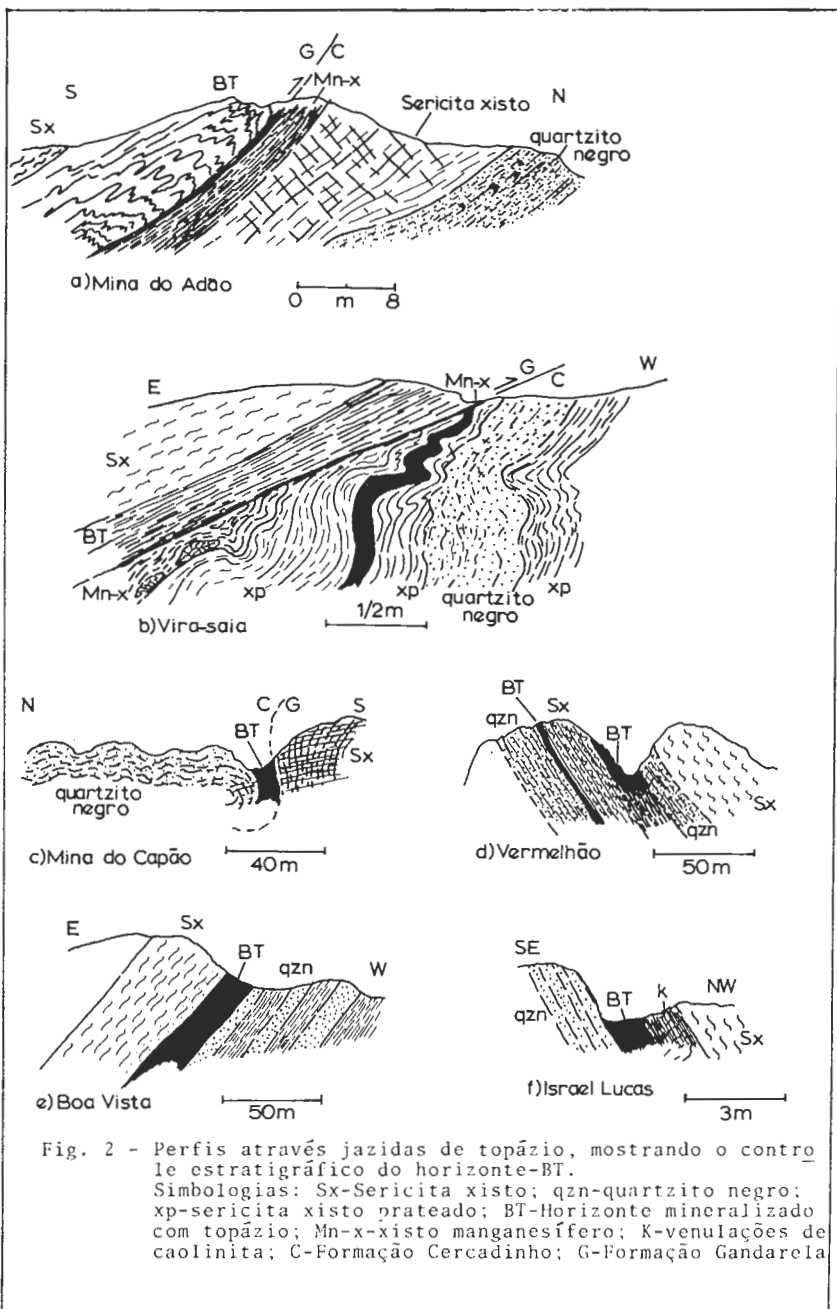 G/C
S
BT
Mn-x
Sericita xisto
N
Sx
quartzito
negro
a)Mina do Adão
0 m 8
E
Mn-x
G
C
W
Sx
BT
Mn-x
xp
xp
quartzito
negro
xp
b)Vira-saia
1/2m
N
C
G
S
BT
Sx
quartzito
negro
c)Mina do Capão
40m
BT
qzn
Sx
BT
qzn
Sx
d)Vermelhão
50m
E
Sx
BT
qzn
W
e)Boa Vista
50m
SE
qzn
BT
k
NW
Sx
f)Israel Lucas
3m
Fig. 2 - Perfis através jazidas de topázio, mostrando o contro
le estratigráfico do horizonte-BT.
Simbologias: Sx-Sericita xisto; qzn-quartzito negro;
xp-sericita xisto prateado; BT-Horizonte mineralizado
com topázio; Mn-x-xisto manganesífero; K-venulações de
caolinita; C-Formação Cercadinho; G-Formação Gandarela